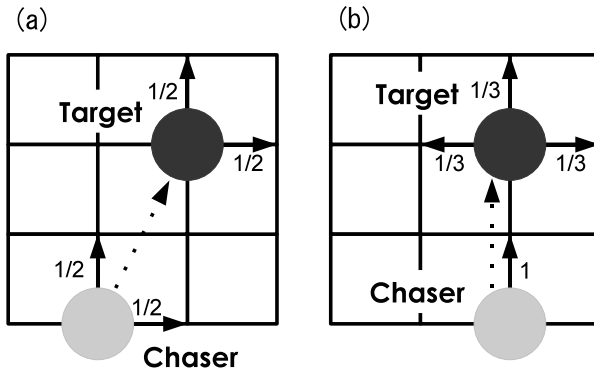 (a)
1/2
Target
1/2
1/2
1/2
Chaser
(b)
Target
1/3
1/3
1/3
Chaser
1